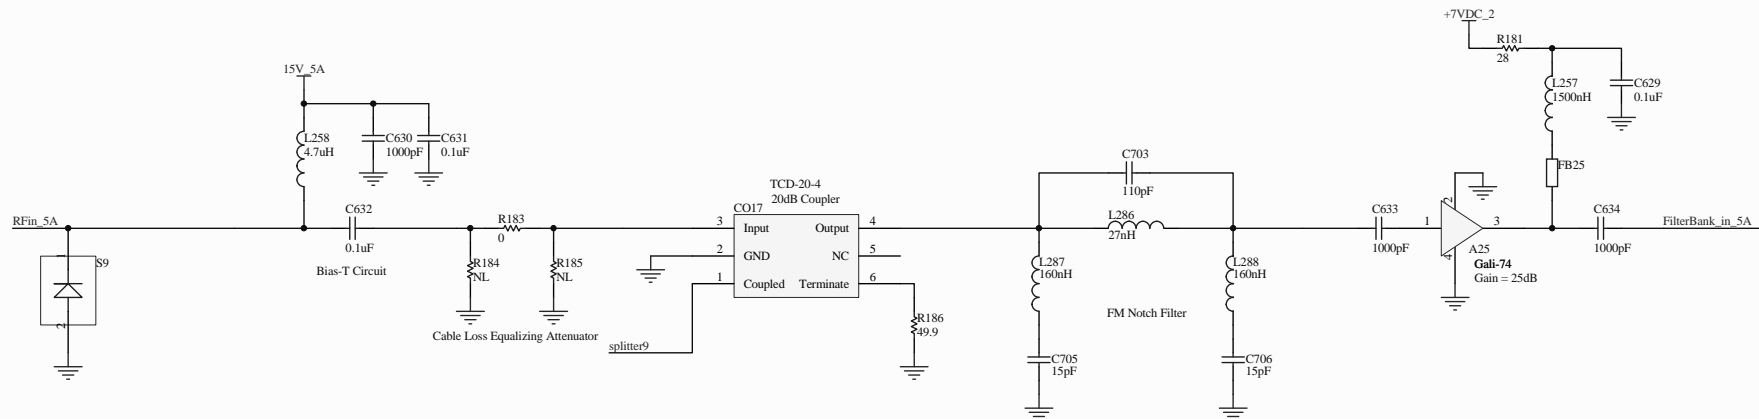 +7VDC_2
R181
28
15V_5A
L257
1500nH
C629
0.1uF
L258
4.7uH
C630
1000pF
C631
0.1uF
C703
110pF
FB25
TCD-20-4
20dB Coupler
CO17
RFin_5A
C632
0.1uF
R183
0
3
Input
Output
4
L286
27nH
C633
1000pF
1
2
3
4
A25
Gali-74
Gain = 25dB
C634
1000pF
FilterBank_in_5A
2
GND
NC
5
1
Coupled
Terminate
6
S9
1
2
Bias-T Circuit
R184
NL
R185
NL
L287
160nH
L288
160nH
Cable Loss Equalizing Attenuator
splitter9
R186
49.9
FM Notch Filter
C705
15pF
C706
15pF